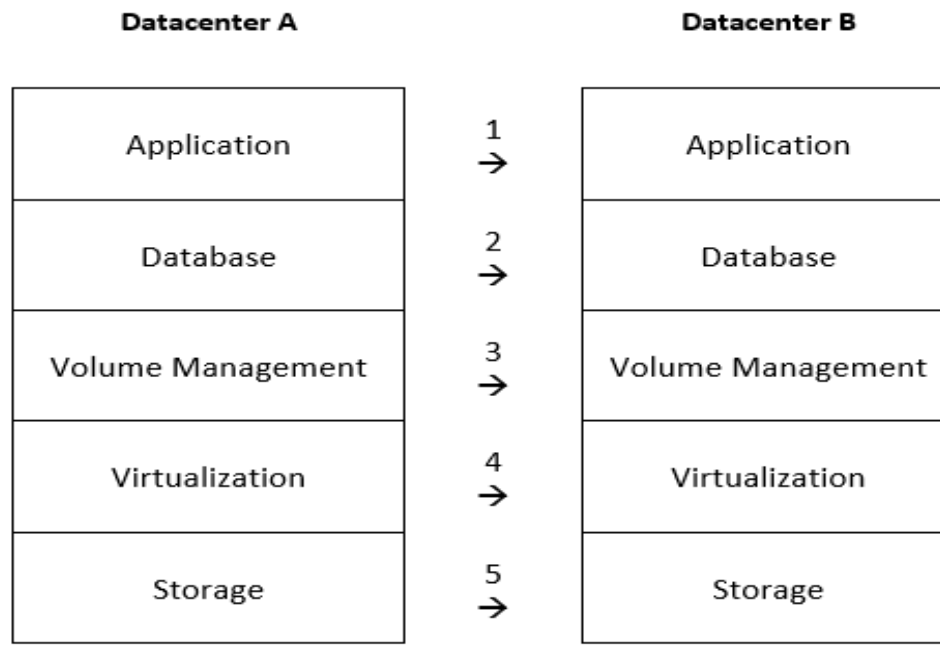 Datacenter A Datacenter B
Application 1 → Application
Database 2 → Database
Volume Management 3 → Volume Management
Virtualization 4 → Virtualization
Storage 5 → Storage